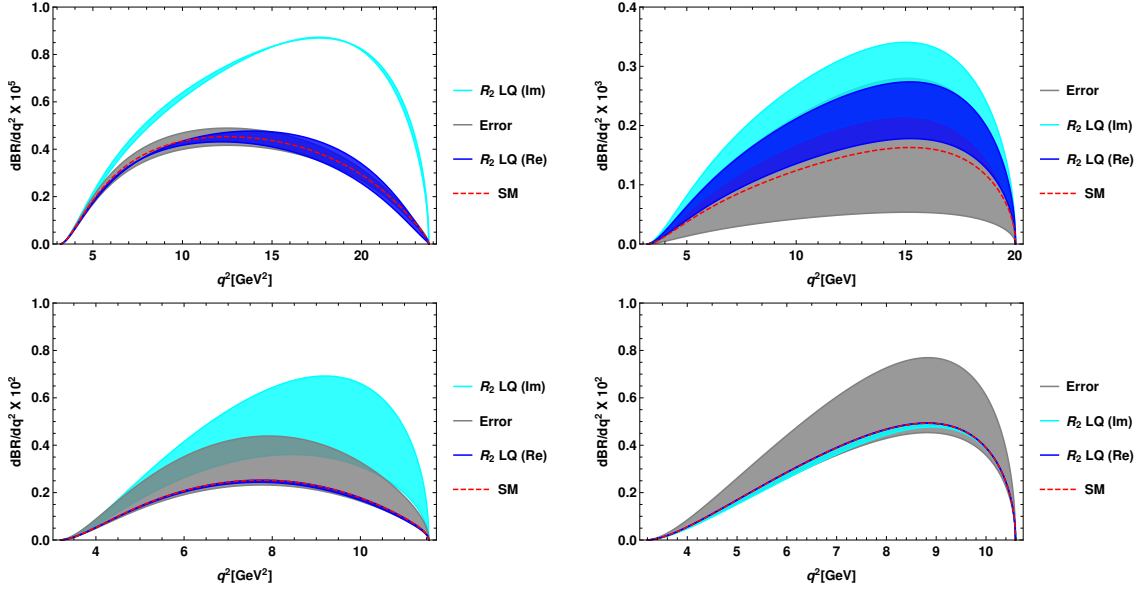 dBR/dq² X 10⁵
1.0
0.8
0.6
0.4
0.2
0.0
5 10 15 20
q²[GeV²]
R₂ LQ (Im)
Error
R₂ LQ (Re)
SM
dBR/dq² X 10³
0.4
0.3
0.2
0.1
0.0
5 10 15 20
q²[GeV]
Error
R₂ LQ (Im)
R₂ LQ (Re)
SM
dBR/dq² X 10²
1.0
0.8
0.6
0.4
0.2
0.0
4 6 8 10
q²[GeV²]
R₂ LQ (Im)
Error
R₂ LQ (Re)
SM
dBR/dq² X 10²
1.0
0.8
0.6
0.4
0.2
0.0
4 5 6 7 8 9 10
q²[GeV]
Error
R₂ LQ (Im)
R₂ LQ (Re)
SM